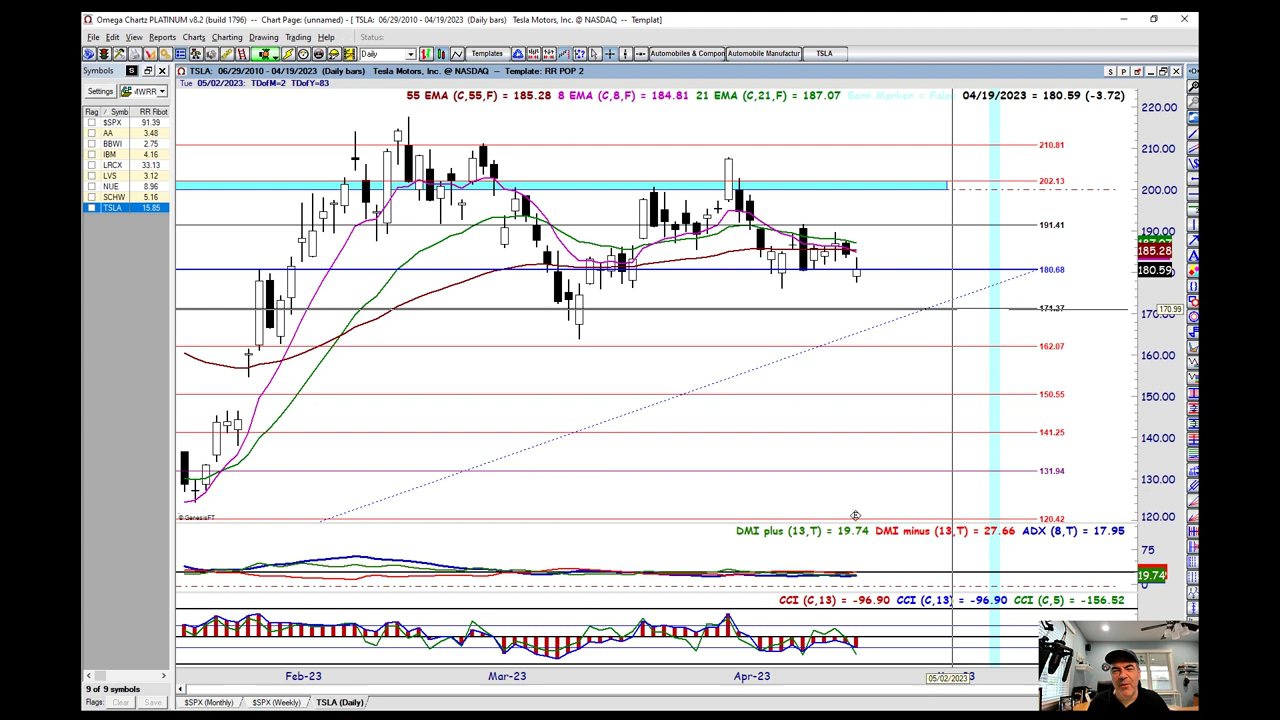 Omega Chartz PLATINUM v8.2 (build 1796) - Chart Page: (unnamed) - [ TSLA: 06/29/2010 - 04/19/2023 (Daily bars) Tesla Motors, Inc. @ NASDAQ - Templat]
File Edit View Reports Charts Charting Drawing Trading Help Status:
Daily Templates Automobiles & Compon Automobile Manufactur TSLA
Symbols S
TSLA: 06/29/2010 - 04/19/2023 (Daily bars) Tesla Motors, Inc. @ NASDAQ - Template: RR POP 2
S P
Tue 05/02/2023: TDofM=2 TDofY=83
Settings 4WRR
55 EMA (C,55,F) = 185.28 8 EMA (C,8,F) = 184.81 21 EMA (C,21,F) = 187.07 04/19/2023 = 180.59 (-3.72)
Flag Symb RR Ribot
$SPX 91.39
AA 3.48
BBWI 2.75
IBM 4.16
LRCX 33.13
LVS 3.12
NUE 8.96
SCHW 5.16
TSLA 15.85
220.00
210.81
210.00
202.13
200.00
191.41
190.00
187.07
185.28
180.68
180.59
171.37
170.99
162.07
160.00
150.55
150.00
141.25
140.00
131.94
130.00
120.42
120.00
© GenesisFT
E
DMI plus (13,T) = 19.74 DMI minus (13,T) = 27.66 ADX (8,T) = 17.95
75
19.74
0
CCI (C,13) = -96.90 CCI (C,13) = -96.90 CCI (C,5) = -156.52
Feb-23 Mar-23 Apr-23
05/02/2023
9 of 9 symbols
Flags: Clear Save
$SPX (Monthly) $SPX (Weekly) TSLA (Daily)